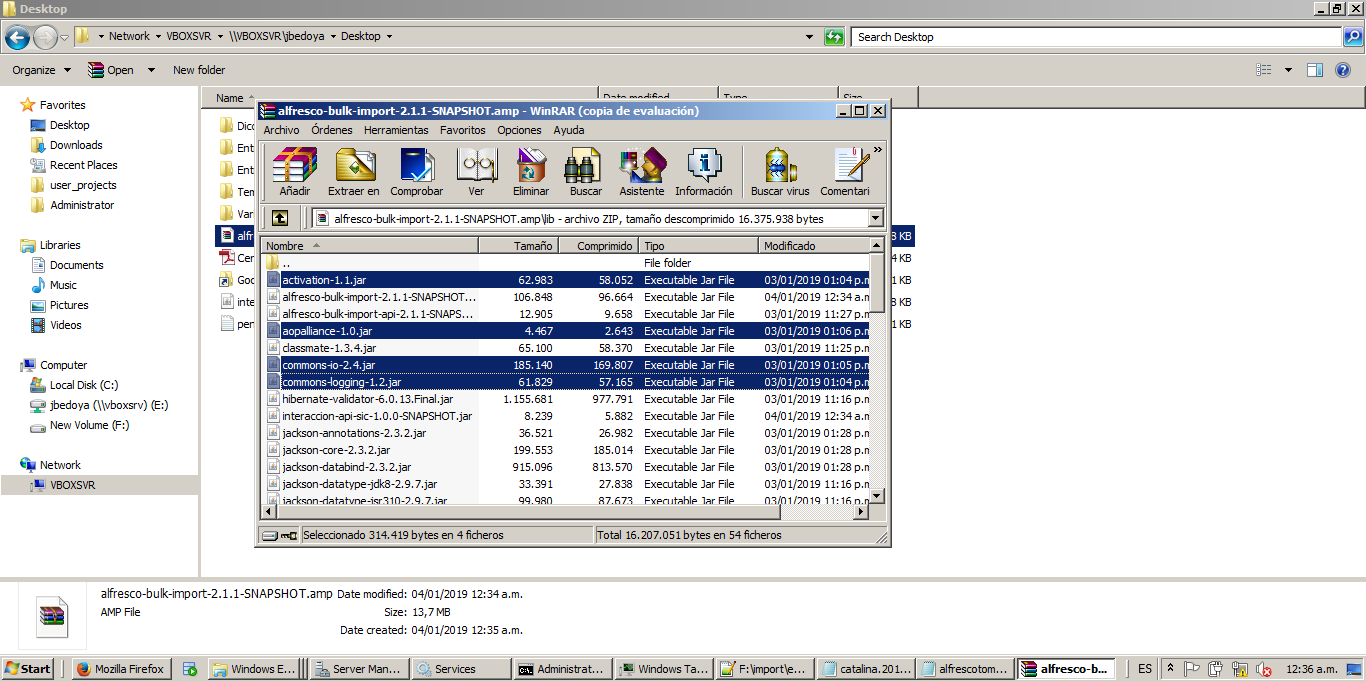 Desktop
Network VBOXSVR \\VBOXSVR\jbedoya Desktop
Search Desktop
Organize Open New folder
Favorites
Desktop
Downloads
Recent Places
user_projects
Administrator
Libraries
Documents
Music
Pictures
Videos
Computer
Local Disk (C:)
jbedoya (\\vboxsrv) (E:)
New Volume (F:)
Network
VBOXSVR
Name Date modified Type Size
alfresco-bulk-import-2.1.1-SNAPSHOT.amp - WinRAR (copia de evaluación)
Archivo Órdenes Herramientas Favoritos Opciones Ayuda
Añadir Extraer en Comprobar Ver Eliminar Buscar Asistente Información Buscar virus Comentari
alfresco-bulk-import-2.1.1-SNAPSHOT.amp\lib - archivo ZIP, tamaño descomprimido 16.375.938 bytes
Nombre Tamaño Comprimido Tipo Modificado
.. File folder
activation-1.1.jar 62.983 58.052 Executable Jar File 03/01/2019 01:04 p.m
alfresco-bulk-import-2.1.1-SNAPSHOT... 106.848 96.664 Executable Jar File 04/01/2019 12:34 a.m
alfresco-bulk-import-api-2.1.1-SNAPS... 12.905 9.658 Executable Jar File 03/01/2019 11:27 p.m
aopalliance-1.0.jar 4.467 2.643 Executable Jar File 03/01/2019 01:06 p.m
classmate-1.3.4.jar 65.100 58.370 Executable Jar File 03/01/2019 11:25 p.m
commons-io-2.4.jar 185.140 169.807 Executable Jar File 03/01/2019 01:05 p.m
commons-logging-1.2.jar 61.829 57.165 Executable Jar File 03/01/2019 01:04 p.m
hibernate-validator-6.0.13.Final.jar 1.155.681 977.791 Executable Jar File 03/01/2019 11:16 p.m
interaccion-api-sic-1.0.0-SNAPSHOT.jar 8.239 5.882 Executable Jar File 04/01/2019 12:34 a.m
jackson-annotations-2.3.2.jar 36.521 26.982 Executable Jar File 03/01/2019 01:28 p.m
jackson-core-2.3.2.jar 199.553 185.014 Executable Jar File 03/01/2019 01:28 p.m
jackson-databind-2.3.2.jar 915.096 813.570 Executable Jar File 03/01/2019 01:28 p.m
jackson-datatype-jdk8-2.9.7.jar 33.391 27.838 Executable Jar File 03/01/2019 11:16 p.m
jackson-datatype-jsr310-2.9.7.jar 99.980 87.673 Executable Jar File 03/01/2019 11:16 p.m
Seleccionado 314.419 bytes en 4 ficheros Total 16.207.051 bytes en 54 ficheros
Dic
Ent
Ent
Ter
Var
alfr 3 KB
Cer 4 KB
Goo 1 KB
inte 8 KB
per 1 KB
alfresco-bulk-import-2.1.1-SNAPSHOT.amp Date modified: 04/01/2019 12:34 a.m.
AMP File Size: 13,7 MB
Date created: 04/01/2019 12:35 a.m.
Start Mozilla Firefox Windows E... Server Man... Services Administrat... Windows Ta... F:\import\e... catalina.201... alfrescotom... alfresco-b... ES 12:36 a.m.